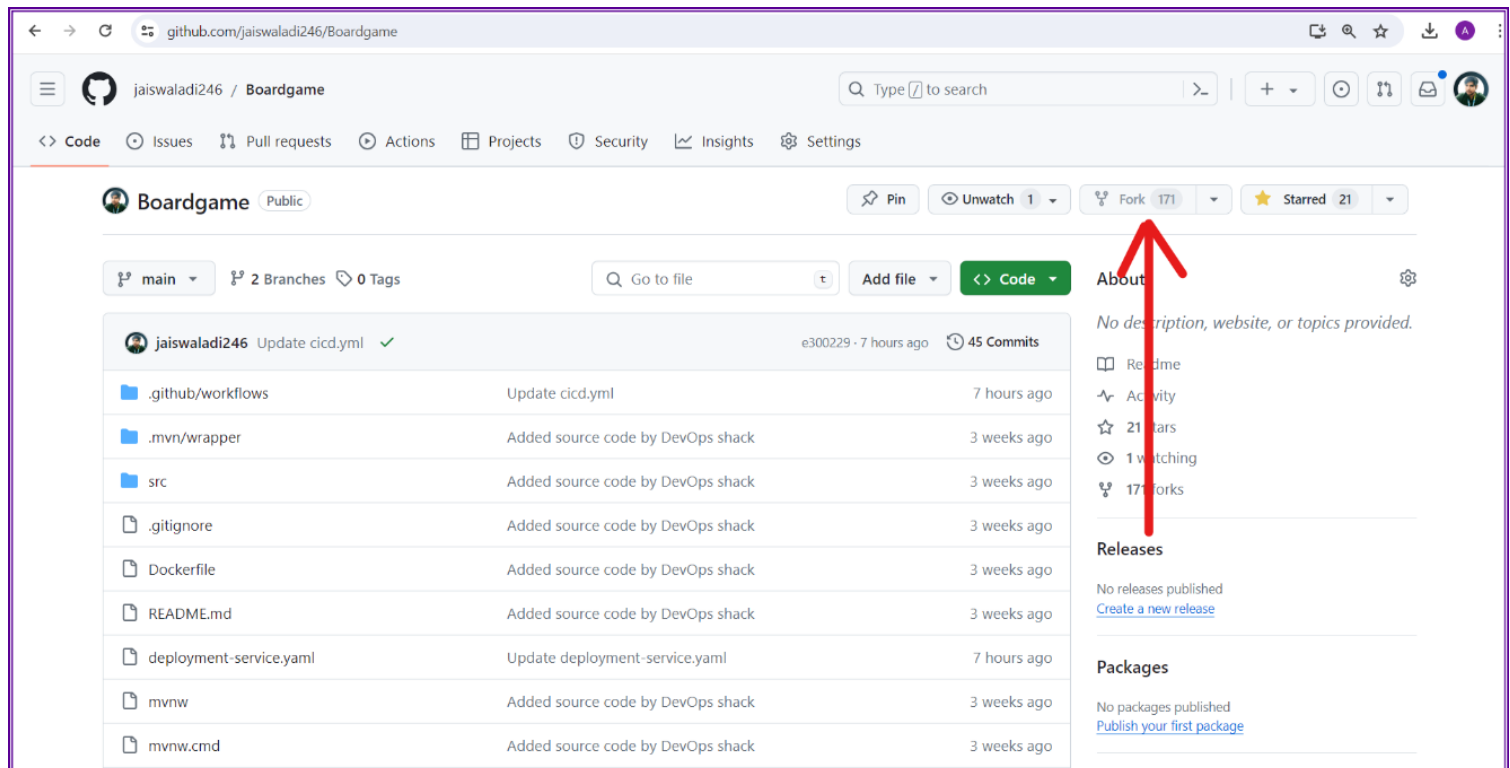 github.com/jaiswaladi246/Boardgame
A
jaiswaladi246 / Boardgame
Type / to search
Code Issues Pull requests Actions Projects Security Insights Settings
Boardgame Public
Pin Unwatch 1 Fork 171 Starred 21
main 2 Branches 0 Tags
Go to file t
Add file Code
jaiswaladi246 Update cicd.yml e300229 · 7 hours ago 45 Commits
.github/workflows Update cicd.yml 7 hours ago
.mvn/wrapper Added source code by DevOps shack 3 weeks ago
src Added source code by DevOps shack 3 weeks ago
.gitignore Added source code by DevOps shack 3 weeks ago
Dockerfile Added source code by DevOps shack 3 weeks ago
README.md Added source code by DevOps shack 3 weeks ago
deployment-service.yaml Update deployment-service.yaml 7 hours ago
mvnw Added source code by DevOps shack 3 weeks ago
mvnw.cmd Added source code by DevOps shack 3 weeks ago
About
No description, website, or topics provided.
Readme
Activity
21 stars
1 watching
171 forks
Releases
No releases published
Create a new release
Packages
No packages published
Publish your first package